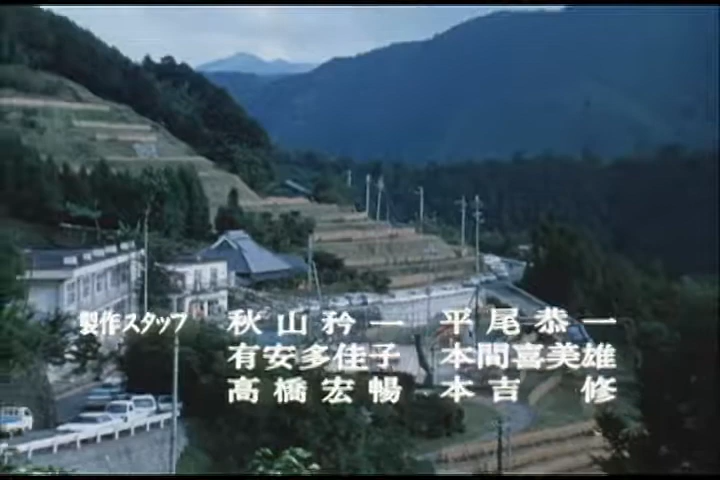 製作スタッフ 秋山矜一 平尾恭一
有安多佳子 本間喜美雄
高橋宏暢 本吉 修